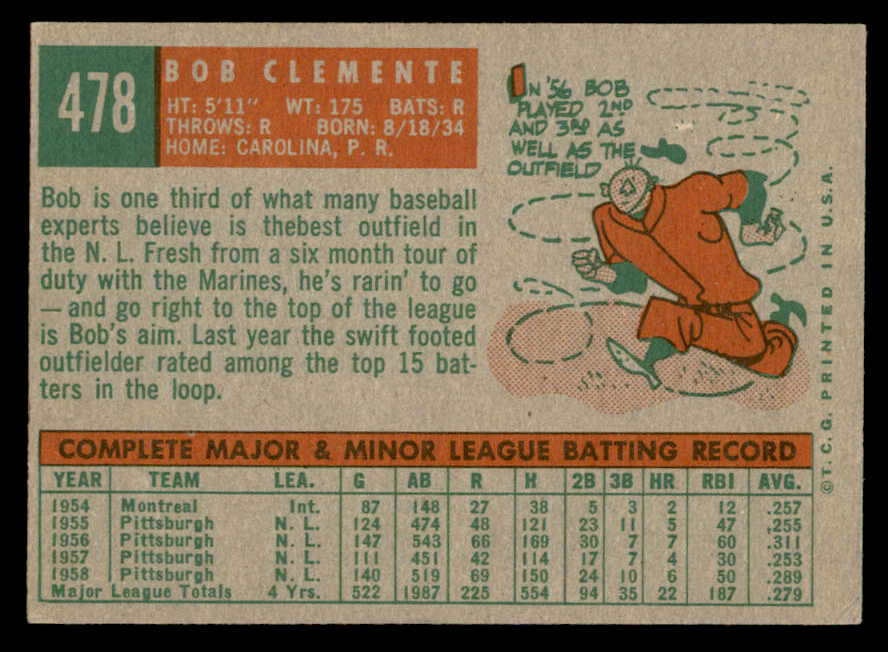 478
BOB CLEMENTE
HT: 5'11" WT: 175 BATS: R
THROWS: R BORN: 8/18/34
HOME: CAROLINA, P. R.
Bob is one third of what many baseball
experts believe is thebest outfield in
the N. L. Fresh from a six month tour of
duty with the Marines, he's rarin' to go
—and go right to the top of the league
is Bob's aim. Last year the swift footed
outfielder rated among the top 15 bat-
ters in the loop.
IN '56 BOB
PLAYED 2ND
AND 3RD AS
WELL AS THE
OUTFIELD
COMPLETE MAJOR & MINOR LEAGUE BATTING RECORD
YEAR TEAM LEA. G AB R H 2B 3B HR RBI AVG.
1954 Montreal Int. 87 148 27 38 5 3 2 12 .257
1955 Pittsburgh N. L. 124 474 48 121 23 11 5 47 .255
1956 Pittsburgh N. L. 147 543 66 169 30 7 7 60 .311
1957 Pittsburgh N. L. 111 451 42 114 17 7 4 30 .253
1958 Pittsburgh N. L. 140 519 69 150 24 10 6 50 .289
Major League Totals 4 Yrs. 522 1987 225 554 94 35 22 187 .279
©T. C. G. PRINTED IN U. S. A.